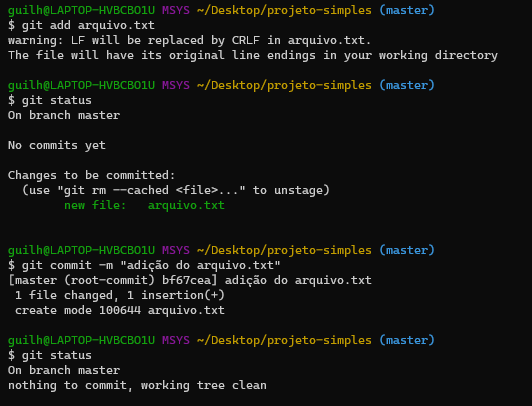 guilh@LAPTOP-HVBCBO1U MSYS ~/Desktop/projeto-simples (master)
$ git add arquivo.txt
warning: LF will be replaced by CRLF in arquivo.txt.
The file will have its original line endings in your working directory
guilh@LAPTOP-HVBCBO1U MSYS ~/Desktop/projeto-simples (master)
$ git status
On branch master
No commits yet
Changes to be committed:
(use "git rm --cached <file>..." to unstage)
new file: arquivo.txt
guilh@LAPTOP-HVBCBO1U MSYS ~/Desktop/projeto-simples (master)
$ git commit -m "adição do arquivo.txt"
[master (root-commit) bf67cea] adição do arquivo.txt
1 file changed, 1 insertion(+)
create mode 100644 arquivo.txt
guilh@LAPTOP-HVBCBO1U MSYS ~/Desktop/projeto-simples (master)
$ git status
On branch master
nothing to commit, working tree clean